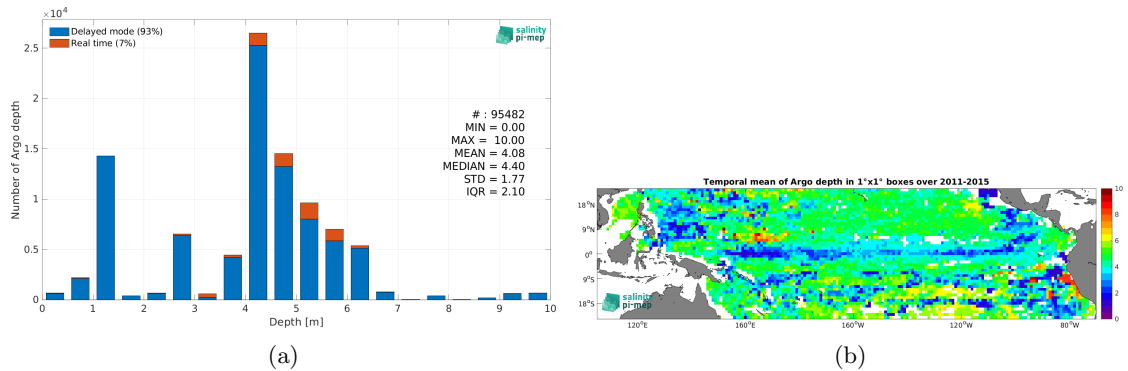 ×10⁴
Delayed mode (93%)
Real time (7%)
salinity
pi-mep
2.5
2
1.5
1
0.5
0
Number of Argo depth
# : 95482
MIN = 0.00
MAX = 10.00
MEAN = 4.08
MEDIAN = 4.40
STD = 1.77
IQR = 2.10
0 1 2 3 4 5 6 7 8 9 10
Depth [m]
(a)
Temporal mean of Argo depth in 1°x1° boxes over 2011-2015
18°N
9°N
0°
9°S
18°S
salinity
pi-mep
120°E 160°E 160°W 120°W 80°W
10
8
6
4
2
0
(b)